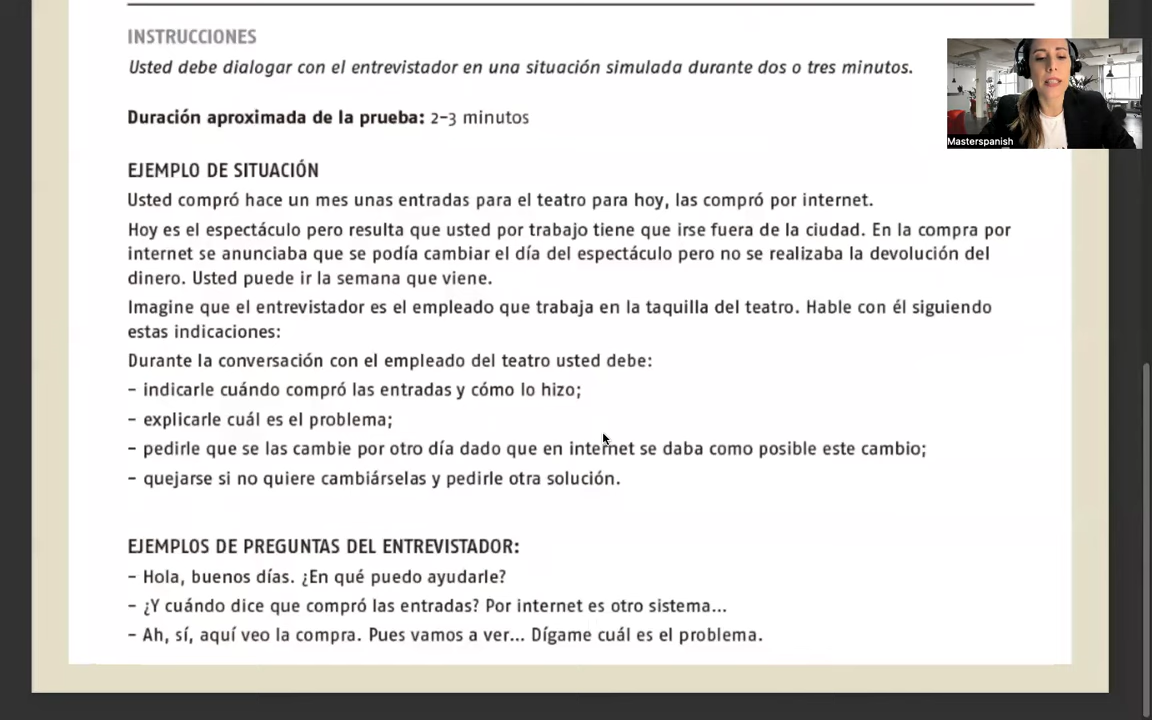 INSTRUCCIONES
Usted debe dialogar con el entrevistador en una situación simulada durante dos o tres minutos.
Duración aproximada de la prueba: 2-3 minutos
EJEMPLO DE SITUACIÓN
Usted compró hace un mes unas entradas para el teatro para hoy, las compró por internet.
Hoy es el espectáculo pero resulta que usted por trabajo tiene que irse fuera de la ciudad. En la compra por
internet se anunciaba que se podía cambiar el día del espectáculo pero no se realizaba la devolución del
dinero. Usted puede ir la semana que viene.
Imagine que el entrevistador es el empleado que trabaja en la taquilla del teatro. Hable con él siguiendo
estas indicaciones:
Durante la conversación con el empleado del teatro usted debe:
- indicarle cuándo compró las entradas y cómo lo hizo;
- explicarle cuál es el problema;
- pedirle que se las cambie por otro día dado que en internet se daba como posible este cambio;
- quejarse si no quiere cambiárselas y pedirle otra solución.
EJEMPLOS DE PREGUNTAS DEL ENTREVISTADOR:
- Hola, buenos días. ¿En qué puedo ayudarle?
- ¿Y cuándo dice que compró las entradas? Por internet es otro sistema...
- Ah, sí, aquí veo la compra. Pues vamos a ver... Dígame cuál es el problema.
Masterspanish